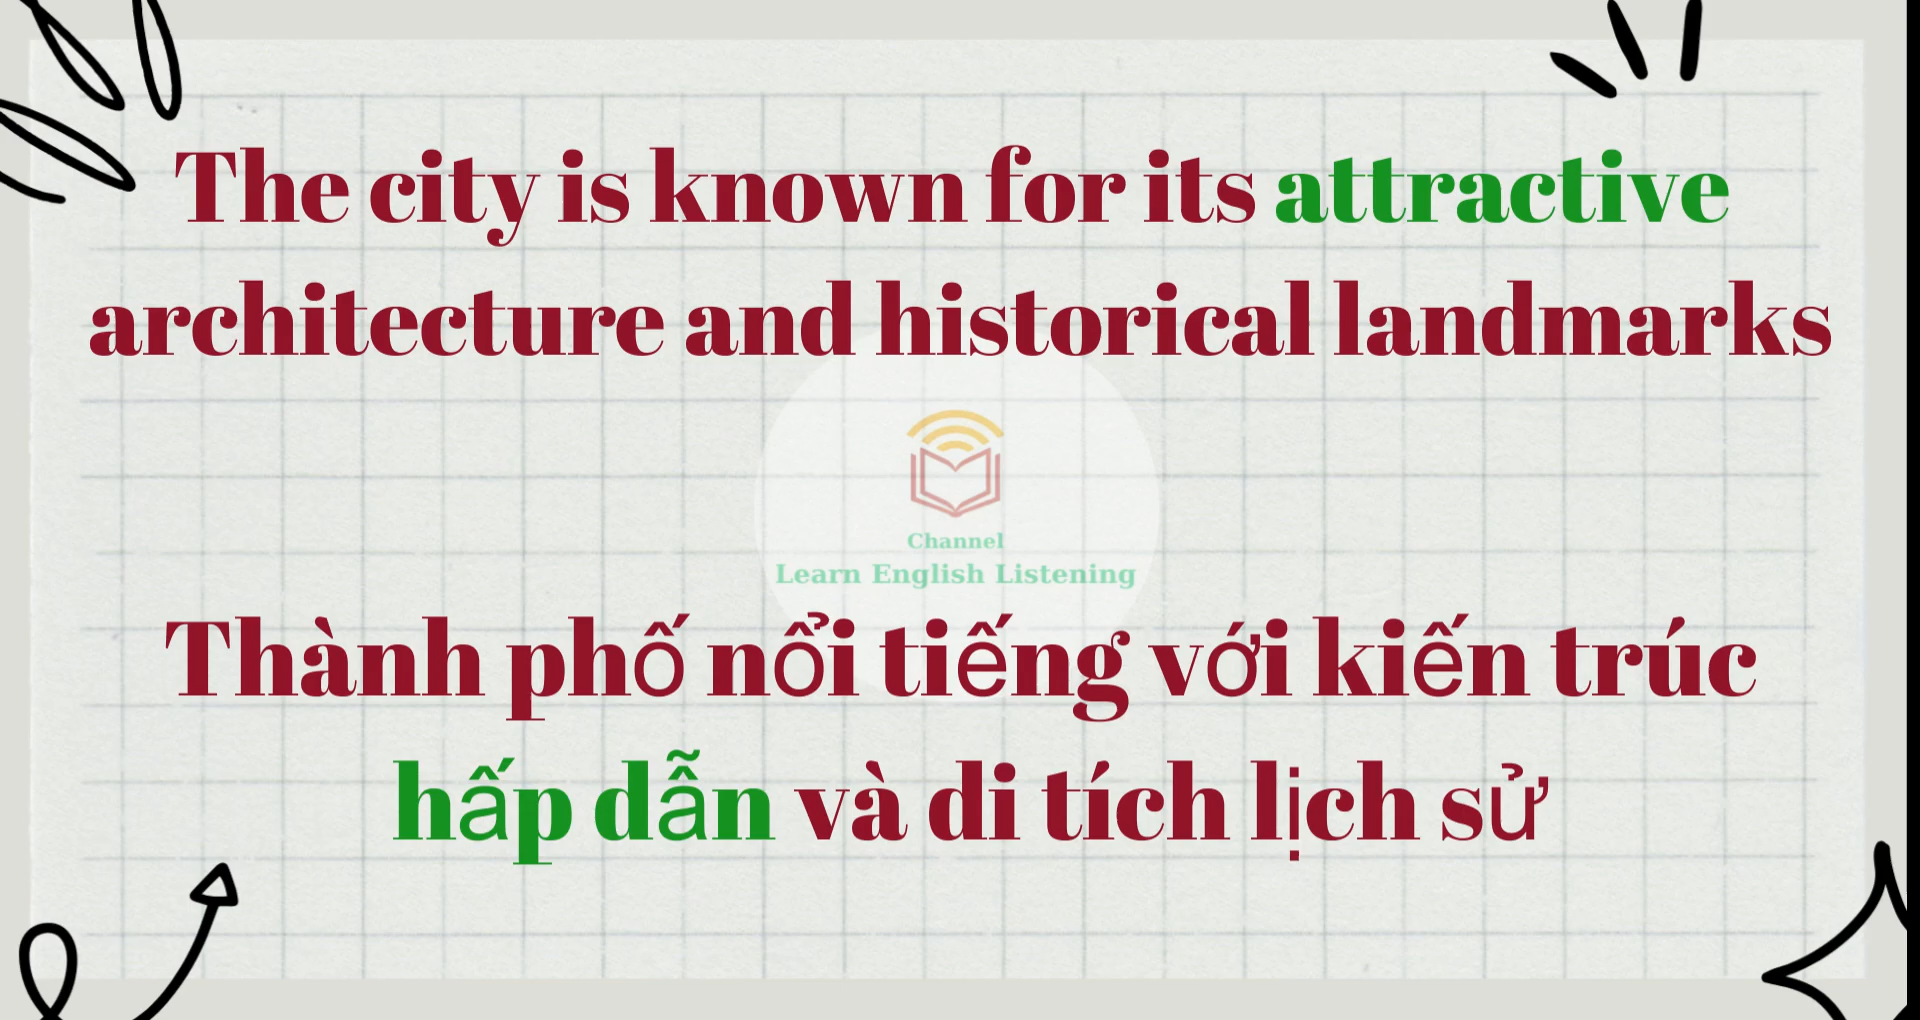 The city is known for its attractive
architecture and historical landmarks
Channel
Learn English Listening
Thành phố nổi tiếng với kiến trúc
hấp dẫn và di tích lịch sử